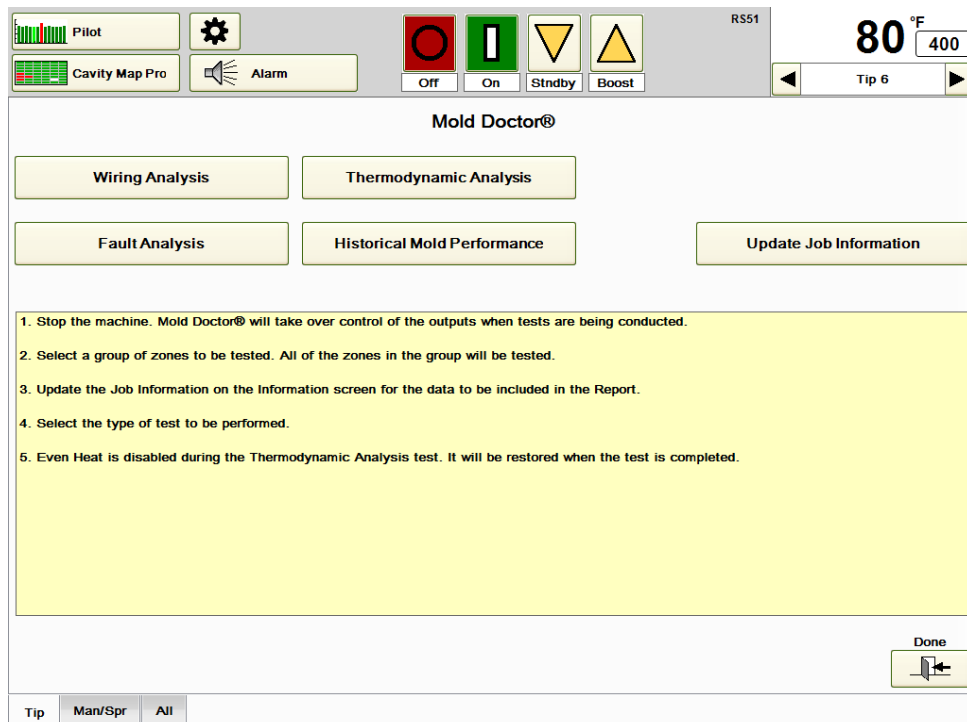 Pilot
Cavity Map Pro
Alarm
Off
On
Stndby
Boost
RS51
80 °F
400
Tip 6
Mold Doctor®
Wiring Analysis
Thermodynamic Analysis
Fault Analysis
Historical Mold Performance
Update Job Information
1. Stop the machine. Mold Doctor® will take over control of the outputs when tests are being conducted.
2. Select a group of zones to be tested. All of the zones in the group will be tested.
3. Update the Job Information on the Information screen for the data to be included in the Report.
4. Select the type of test to be performed.
5. Even Heat is disabled during the Thermodynamic Analysis test. It will be restored when the test is completed.
Done
Tip
Man/Spr
All